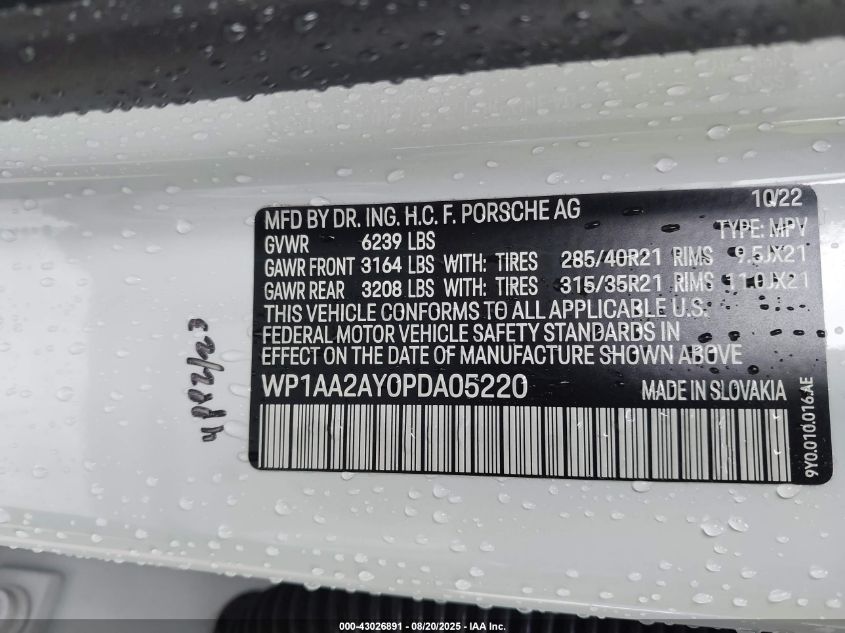 10/22
MFD BY DR. ING. H.C. F. PORSCHE AG
TYPE: MPV
GVWR 6239 LBS
GAWR FRONT 3164 LBS WITH: TIRES 285/40R21 RIMS 9.5JX21
GAWR REAR 3208 LBS WITH: TIRES 315/35R21 RIMS 11.0JX21
THIS VEHICLE CONFORMS TO ALL APPLICABLE U.S.
FEDERAL MOTOR VEHICLE SAFETY STANDARDS IN
EFFECT ON THE DATE OF MANUFACTURE SHOWN ABOVE
WP1AA2AY0PDA05220 MADE IN SLOVAKIA
9Y0.010.016.AE
000-43026891 - 08/20/2025 - IAA Inc.